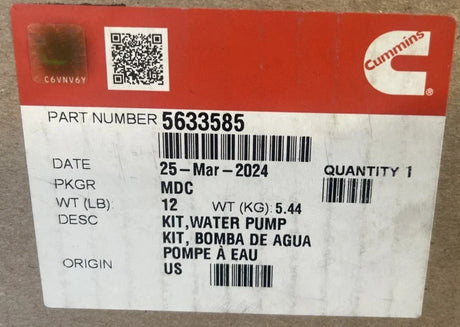 C6VNV6Y
Cummins
®
PART NUMBER 5633585
DATE 25-Mar-2024 QUANTITY 1
PKGR MDC
WT (LB): 12 WT (KG): 5.44
DESC KIT,WATER PUMP
KIT, BOMBA DE AGUA
POMPE À EAU
ORIGIN US